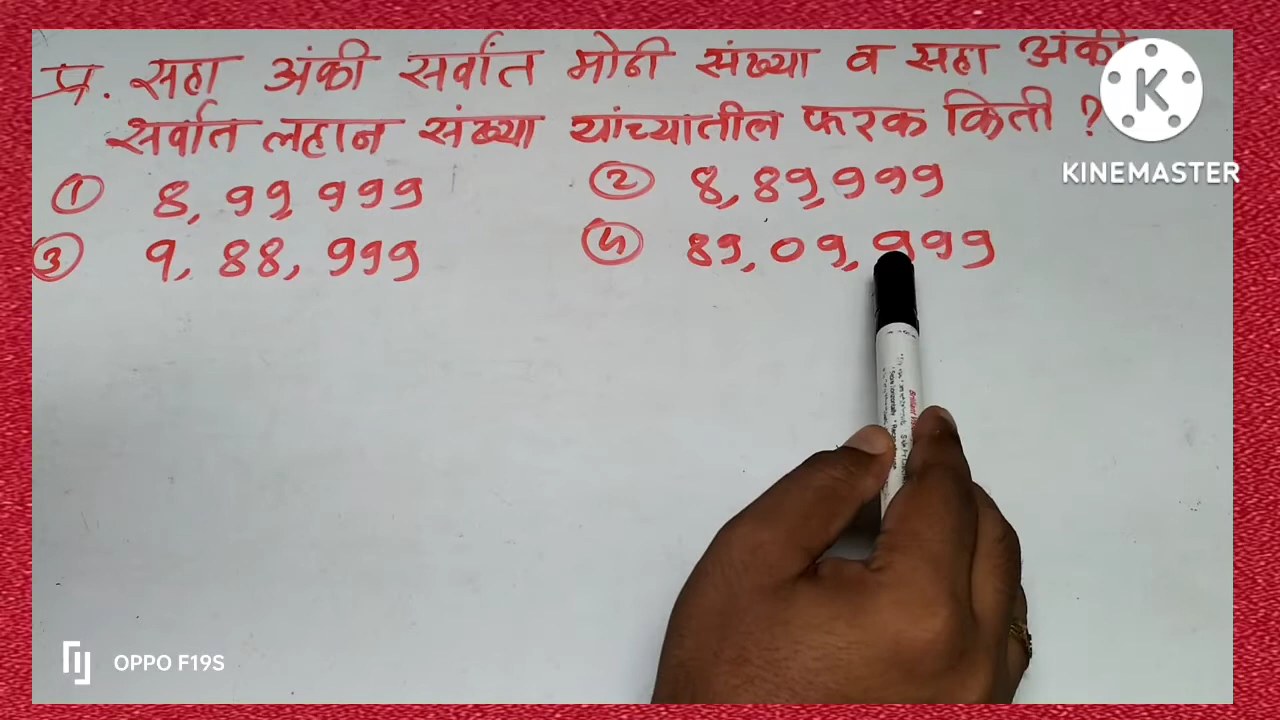 प्र. सहा अंकी सर्वात मोठी संख्या व सहा अंकी
सर्वात लहान संख्या यांच्यातील फरक किती ?
① 8, 99, 999 ② 8, 89, 999
③ 9, 88, 999 ④ 89, 09, 999
K
KINEMASTER
OPPO F19S